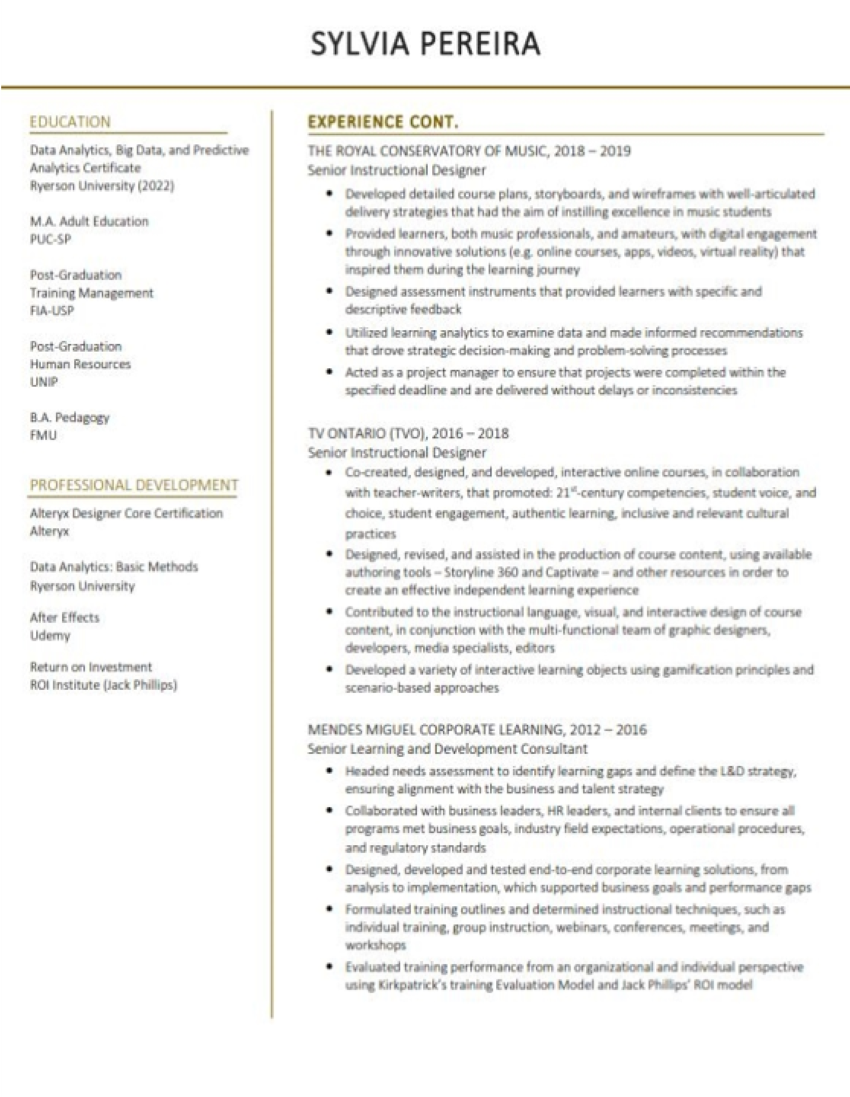 SYLVIA PEREIRA
EDUCATION
Data Analytics, Big Data, and Predictive
Analytics Certificate
Ryerson University (2022)
M.A. Adult Education
PUC-SP
Post-Graduation
Training Management
FIA-USP
Post-Graduation
Human Resources
UNIP
B.A. Pedagogy
FMU
PROFESSIONAL DEVELOPMENT
Alteryx Designer Core Certification
Alteryx
Data Analytics: Basic Methods
Ryerson University
After Effects
Udemy
Return on Investment
ROI Institute (Jack Phillips)
EXPERIENCE CONT.
THE ROYAL CONSERVATORY OF MUSIC, 2018 – 2019
Senior Instructional Designer
• Developed detailed course plans, storyboards, and wireframes with well-articulated
delivery strategies that had the aim of instilling excellence in music students
• Provided learners, both music professionals, and amateurs, with digital engagement
through innovative solutions (e.g. online courses, apps, videos, virtual reality) that
inspired them during the learning journey
• Designed assessment instruments that provided learners with specific and
descriptive feedback
• Utilized learning analytics to examine data and made informed recommendations
that drove strategic decision-making and problem-solving processes
• Acted as a project manager to ensure that projects were completed within the
specified deadline and are delivered without delays or inconsistencies
TV ONTARIO (TVO), 2016 – 2018
Senior Instructional Designer
• Co-created, designed, and developed, interactive online courses, in collaboration
with teacher-writers, that promoted: 21st-century competencies, student voice, and
choice, student engagement, authentic learning, inclusive and relevant cultural
practices
• Designed, revised, and assisted in the production of course content, using available
authoring tools – Storyline 360 and Captivate – and other resources in order to
create an effective independent learning experience
• Contributed to the instructional language, visual, and interactive design of course
content, in conjunction with the multi-functional team of graphic designers,
developers, media specialists, editors
• Developed a variety of interactive learning objects using gamification principles and
scenario-based approaches
MENDES MIGUEL CORPORATE LEARNING, 2012 – 2016
Senior Learning and Development Consultant
• Headed needs assessment to identify learning gaps and define the L&D strategy,
ensuring alignment with the business and talent strategy
• Collaborated with business leaders, HR leaders, and internal clients to ensure all
programs met business goals, industry field expectations, operational procedures,
and regulatory standards
• Designed, developed and tested end-to-end corporate learning solutions, from
analysis to implementation, which supported business goals and performance gaps
• Formulated training outlines and determined instructional techniques, such as
individual training, group instruction, webinars, conferences, meetings, and
workshops
• Evaluated training performance from an organizational and individual perspective
using Kirkpatrick's training Evaluation Model and Jack Phillips' ROI model